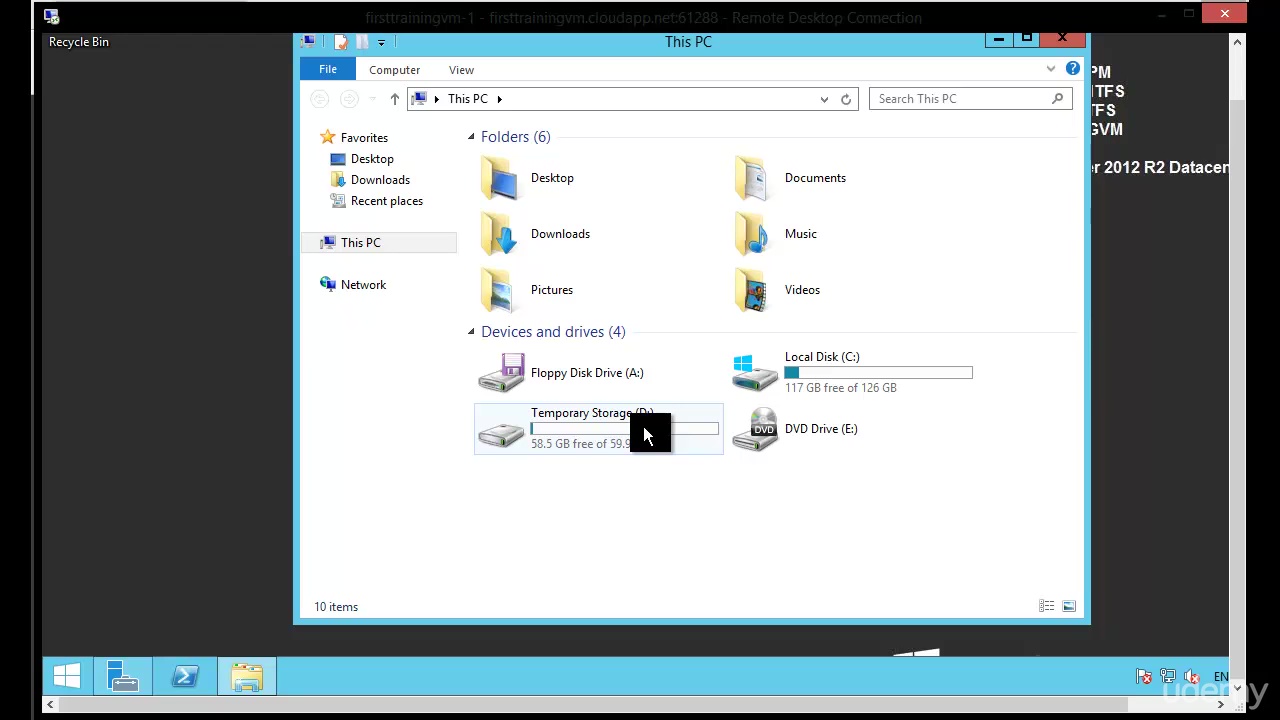 firsttrainingvm-1 - firsttrainingvm.cloudapp.net:61288 - Remote Desktop Connection
Recycle Bin
This PC
File Computer View
This PC
Search This PC
PM
NTFS
TFS
GVM
er 2012 R2 Datacen
Favorites
Desktop
Downloads
Recent places
This PC
Network
Folders (6)
Desktop
Documents
Downloads
Music
Pictures
Videos
Devices and drives (4)
Floppy Disk Drive (A:)
Local Disk (C:)
117 GB free of 126 GB
Temporary Storage (D:)
58.5 GB free of 59.9
DVD
DVD Drive (E:)
10 items
EN
udemy